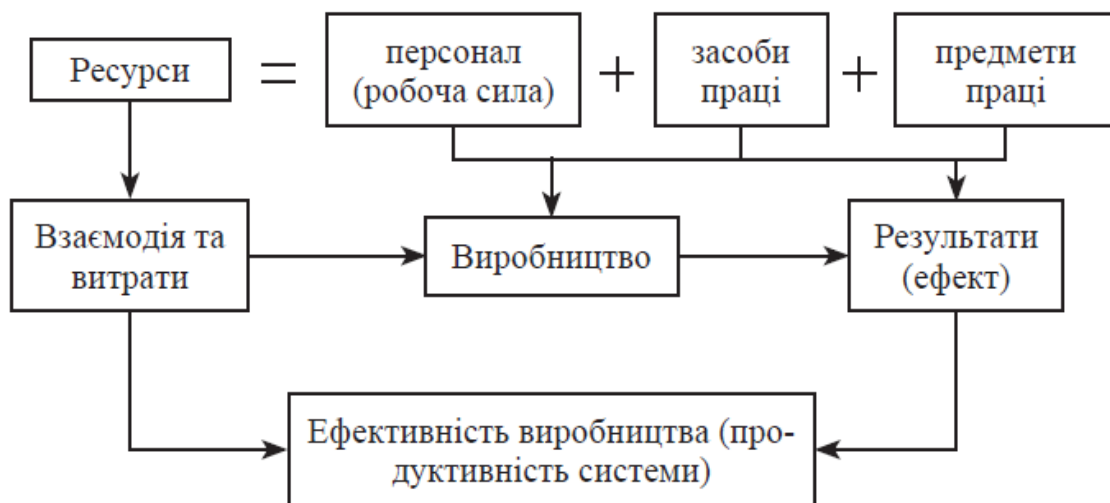 Ресурси
=
персонал
(робоча сила)
+
засоби
праці
+
предмети
праці
Взаємодія та
витрати
Виробництво
Результати
(ефект)
Ефективність виробництва (про-
дуктивність системи)